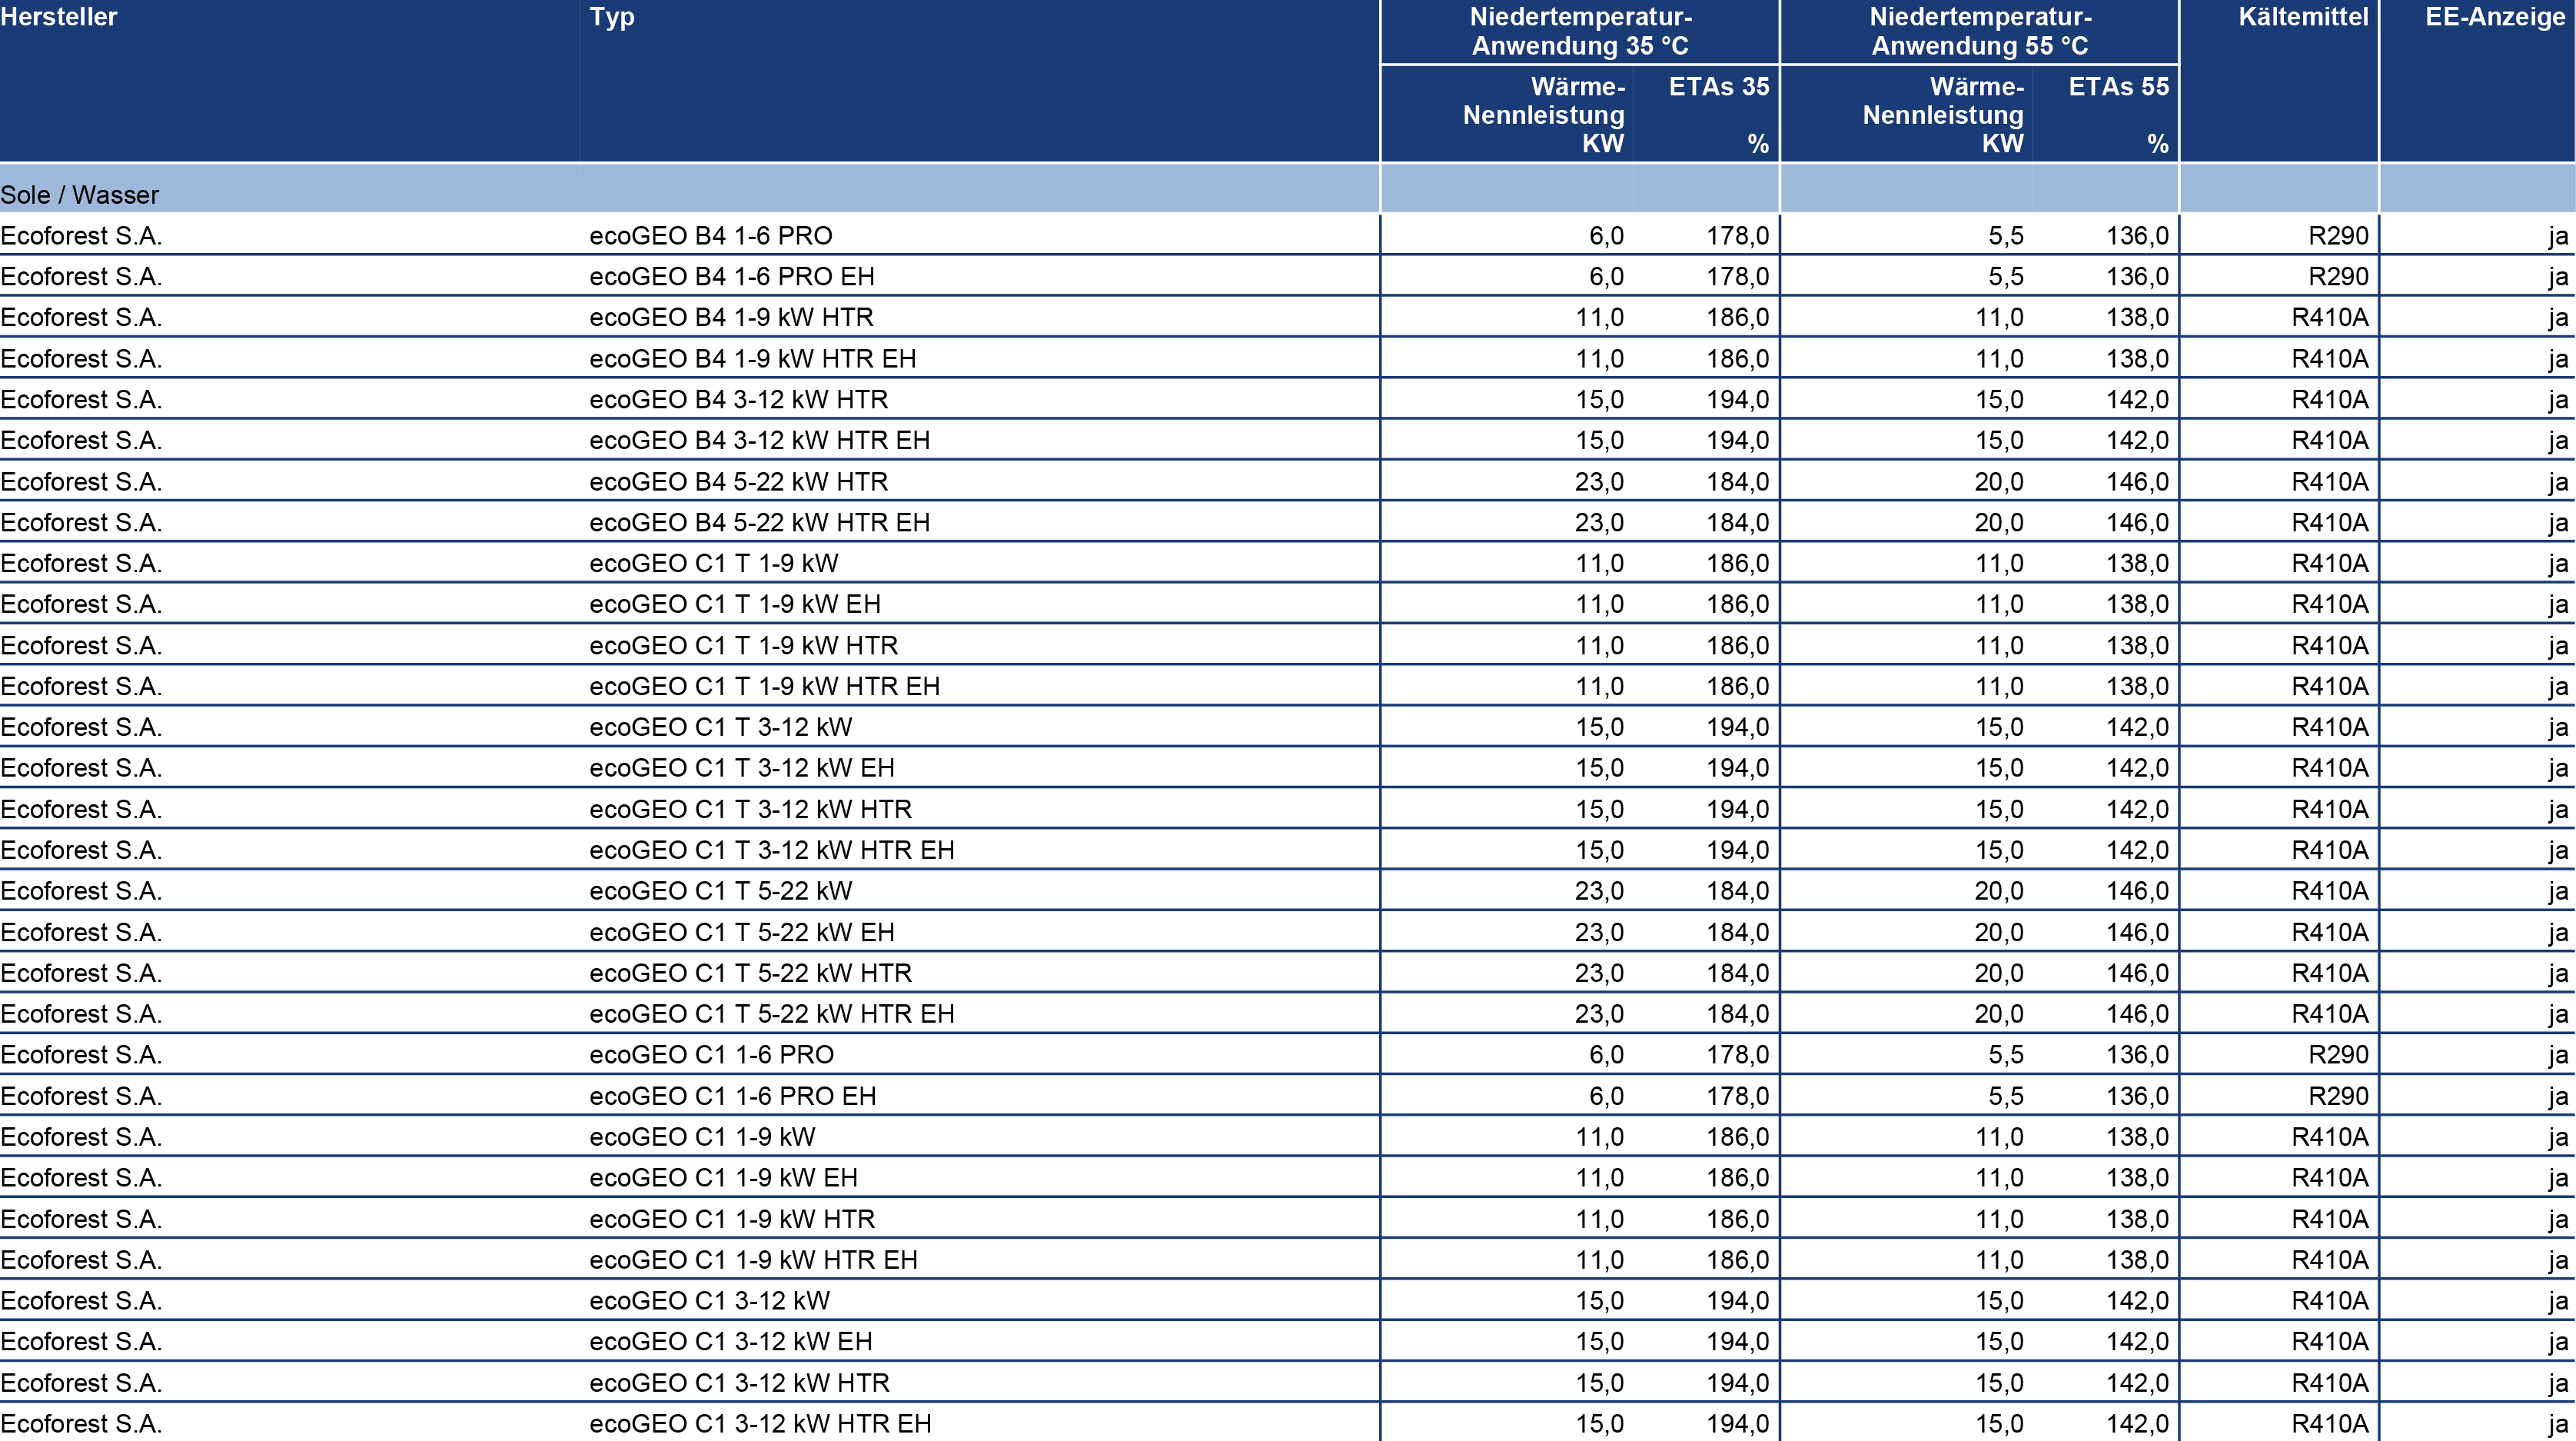 Hersteller Typ Niedertemperatur- Niedertemperatur- Kältemittel EE-Anzeige
Anwendung 35 °C Anwendung 55 °C
Wärme- ETAs 35 Wärme- ETAs 55
Nennleistung Nennleistung
KW % KW %
Sole / Wasser
Ecoforest S.A. ecoGEO B4 1-6 PRO 6,0 178,0 5,5 136,0 R290 ja
Ecoforest S.A. ecoGEO B4 1-6 PRO EH 6,0 178,0 5,5 136,0 R290 ja
Ecoforest S.A. ecoGEO B4 1-9 kW HTR 11,0 186,0 11,0 138,0 R410A ja
Ecoforest S.A. ecoGEO B4 1-9 kW HTR EH 11,0 186,0 11,0 138,0 R410A ja
Ecoforest S.A. ecoGEO B4 3-12 kW HTR 15,0 194,0 15,0 142,0 R410A ja
Ecoforest S.A. ecoGEO B4 3-12 kW HTR EH 15,0 194,0 15,0 142,0 R410A ja
Ecoforest S.A. ecoGEO B4 5-22 kW HTR 23,0 184,0 20,0 146,0 R410A ja
Ecoforest S.A. ecoGEO B4 5-22 kW HTR EH 23,0 184,0 20,0 146,0 R410A ja
Ecoforest S.A. ecoGEO C1 T 1-9 kW 11,0 186,0 11,0 138,0 R410A ja
Ecoforest S.A. ecoGEO C1 T 1-9 kW EH 11,0 186,0 11,0 138,0 R410A ja
Ecoforest S.A. ecoGEO C1 T 1-9 kW HTR 11,0 186,0 11,0 138,0 R410A ja
Ecoforest S.A. ecoGEO C1 T 1-9 kW HTR EH 11,0 186,0 11,0 138,0 R410A ja
Ecoforest S.A. ecoGEO C1 T 3-12 kW 15,0 194,0 15,0 142,0 R410A ja
Ecoforest S.A. ecoGEO C1 T 3-12 kW EH 15,0 194,0 15,0 142,0 R410A ja
Ecoforest S.A. ecoGEO C1 T 3-12 kW HTR 15,0 194,0 15,0 142,0 R410A ja
Ecoforest S.A. ecoGEO C1 T 3-12 kW HTR EH 15,0 194,0 15,0 142,0 R410A ja
Ecoforest S.A. ecoGEO C1 T 5-22 kW 23,0 184,0 20,0 146,0 R410A ja
Ecoforest S.A. ecoGEO C1 T 5-22 kW EH 23,0 184,0 20,0 146,0 R410A ja
Ecoforest S.A. ecoGEO C1 T 5-22 kW HTR 23,0 184,0 20,0 146,0 R410A ja
Ecoforest S.A. ecoGEO C1 T 5-22 kW HTR EH 23,0 184,0 20,0 146,0 R410A ja
Ecoforest S.A. ecoGEO C1 1-6 PRO 6,0 178,0 5,5 136,0 R290 ja
Ecoforest S.A. ecoGEO C1 1-6 PRO EH 6,0 178,0 5,5 136,0 R290 ja
Ecoforest S.A. ecoGEO C1 1-9 kW 11,0 186,0 11,0 138,0 R410A ja
Ecoforest S.A. ecoGEO C1 1-9 kW EH 11,0 186,0 11,0 138,0 R410A ja
Ecoforest S.A. ecoGEO C1 1-9 kW HTR 11,0 186,0 11,0 138,0 R410A ja
Ecoforest S.A. ecoGEO C1 1-9 kW HTR EH 11,0 186,0 11,0 138,0 R410A ja
Ecoforest S.A. ecoGEO C1 3-12 kW 15,0 194,0 15,0 142,0 R410A ja
Ecoforest S.A. ecoGEO C1 3-12 kW EH 15,0 194,0 15,0 142,0 R410A ja
Ecoforest S.A. ecoGEO C1 3-12 kW HTR 15,0 194,0 15,0 142,0 R410A ja
Ecoforest S.A. ecoGEO C1 3-12 kW HTR EH 15,0 194,0 15,0 142,0 R410A ja